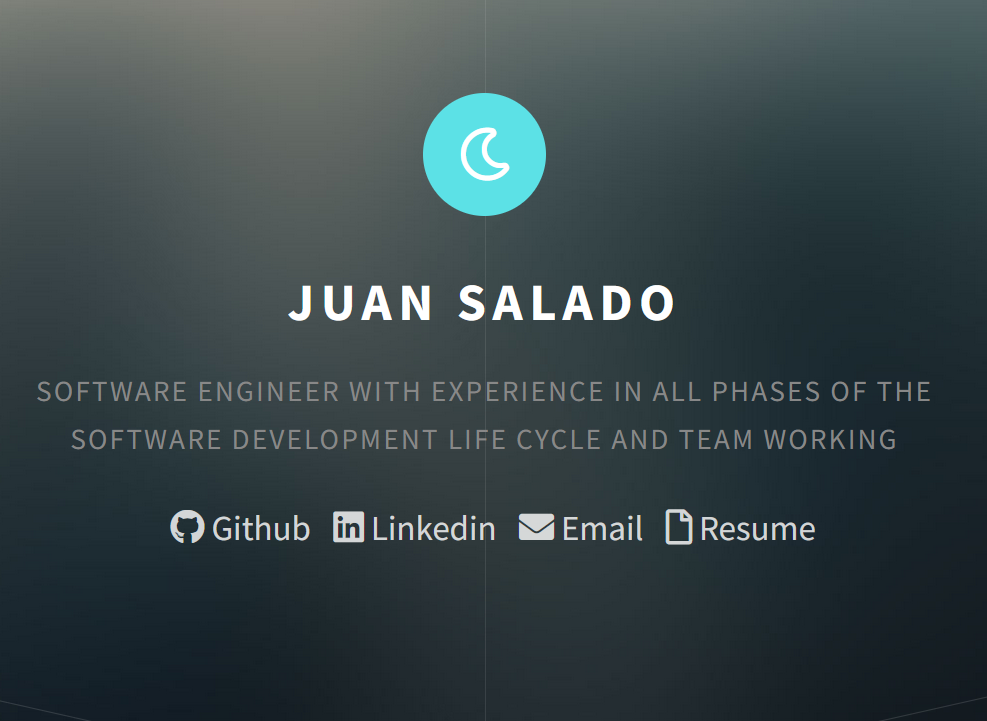 JUAN SALADO
SOFTWARE ENGINEER WITH EXPERIENCE IN ALL PHASES OF THE
SOFTWARE DEVELOPMENT LIFE CYCLE AND TEAM WORKING
Github Linkedin Email Resume